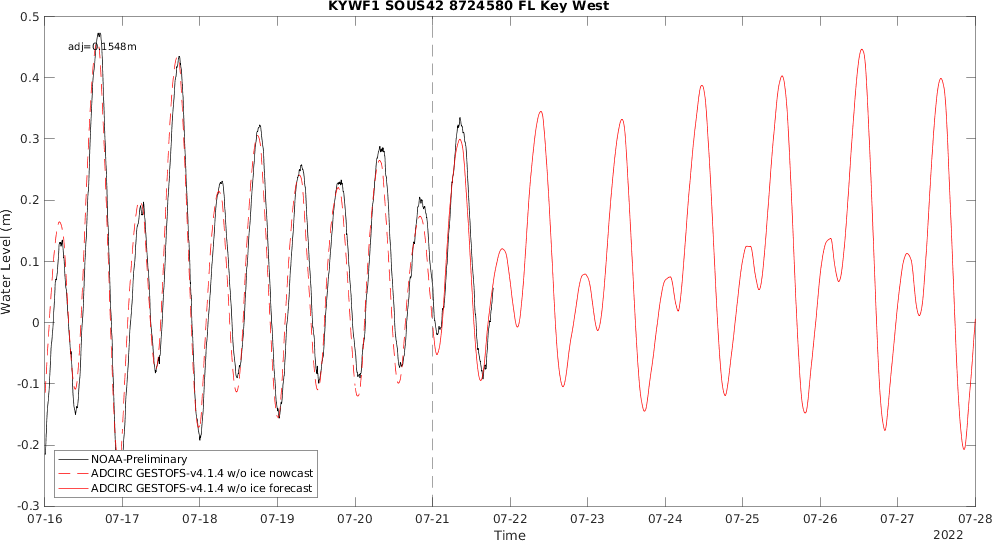 KYWF1 SOUS42 8724580 FL Key West
adj=0.1548m
0.5
0.4
0.3
0.2
0.1
0
-0.1
-0.2
-0.3
Water Level (m)
NOAA-Preliminary
ADCIRC GESTOFS-v4.1.4 w/o ice nowcast
ADCIRC GESTOFS-v4.1.4 w/o ice forecast
07-16 07-17 07-18 07-19 07-20 07-21 07-22 07-23 07-24 07-25 07-26 07-27 07-28
Time
2022